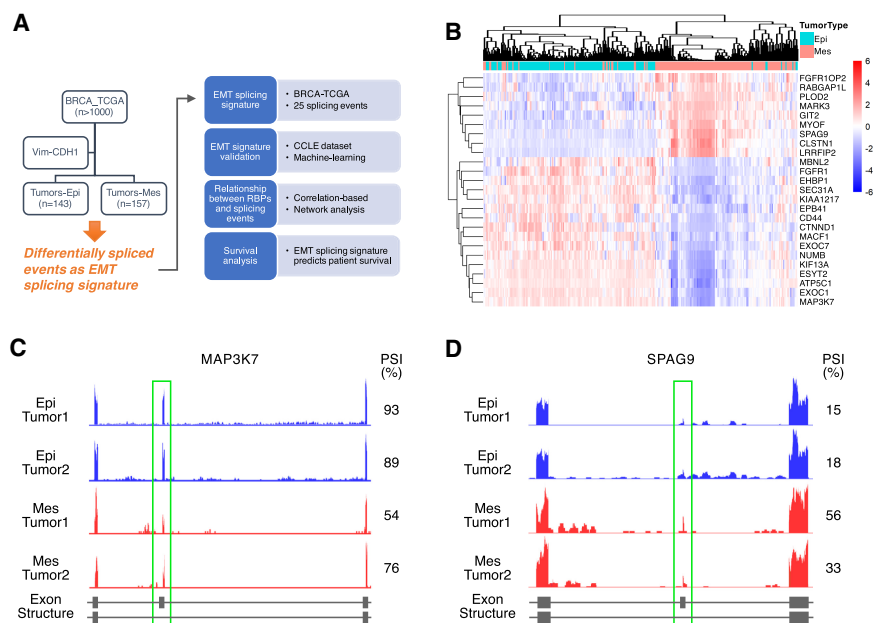 A
BRCA_TCGA
(n>1000)
Vim-CDH1
Tumors-Epi
(n=143)
Tumors-Mes
(n=157)
Differentially spliced
events as EMT
splicing signature
EMT splicing
signature
• BRCA-TCGA
• 25 splicing events
EMT signature
validation
• CCLE dataset
• Machine-learning
Relationship
between RBPs
and splicing
events
• Correlation-based
• Network analysis
Survival
analysis
• EMT splicing signature
predicts patient survival
B
TumorType
Epi
Mes
6
4
2
0
-2
-4
-6
FGFR1OP2
RABGAP1L
PLOD2
MARK3
GIT2
MYOF
SPAG9
CLSTN1
LRRFIP2
MBNL2
FGFR1
EHBP1
SEC31A
KIAA1217
EPB41
CD44
CTNND1
MACF1
EXOC7
NUMB
KIF13A
ESYT2
ATP5C1
EXOC1
MAP3K7
C
MAP3K7
PSI
(%)
Epi
Tumor1
93
Epi
Tumor2
89
Mes
Tumor1
54
Mes
Tumor2
76
Exon
Structure
D
SPAG9
PSI
(%)
Epi
Tumor1
15
Epi
Tumor2
18
Mes
Tumor1
56
Mes
Tumor2
33
Exon
Structure